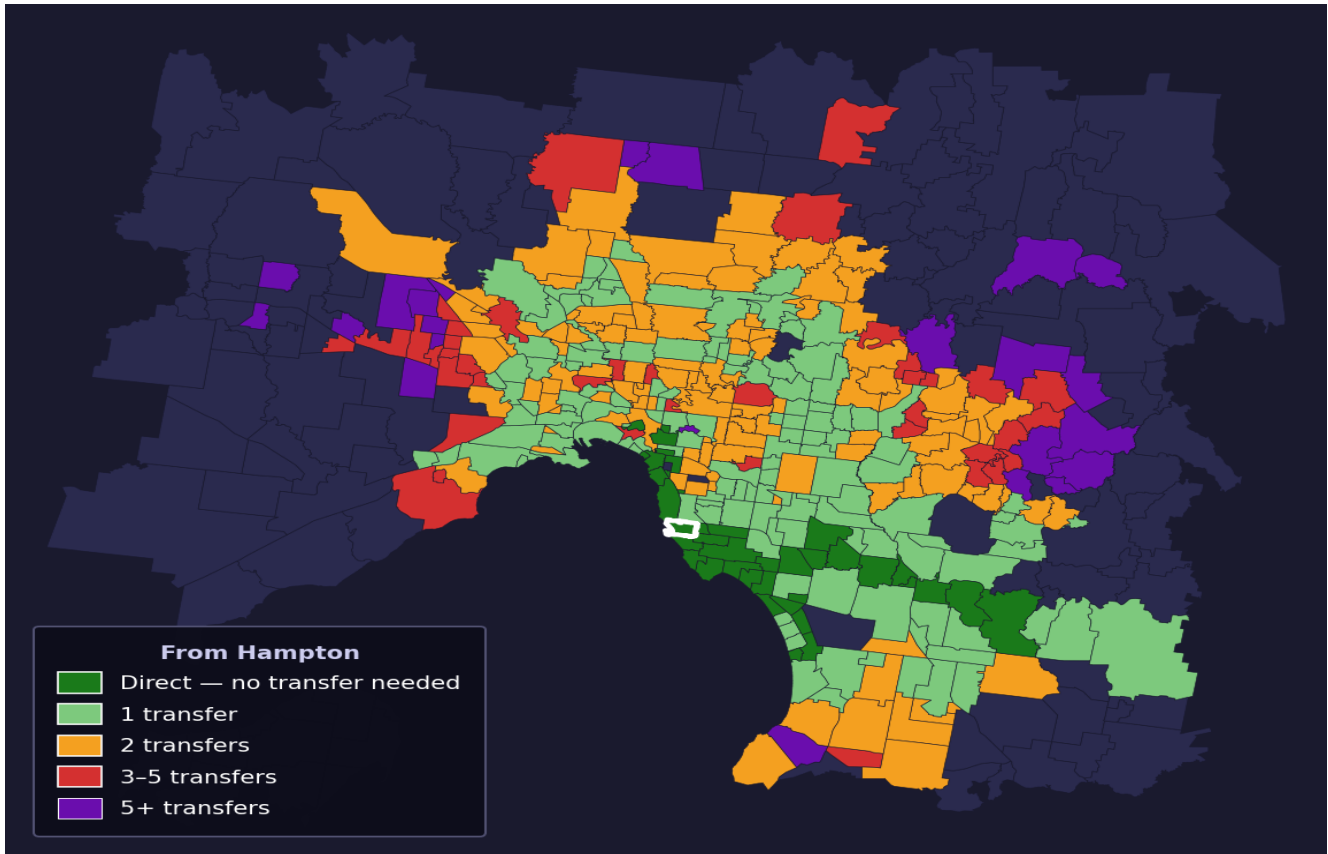 From Hampton
Direct — no transfer needed
1 transfer
2 transfers
3–5 transfers
5+ transfers